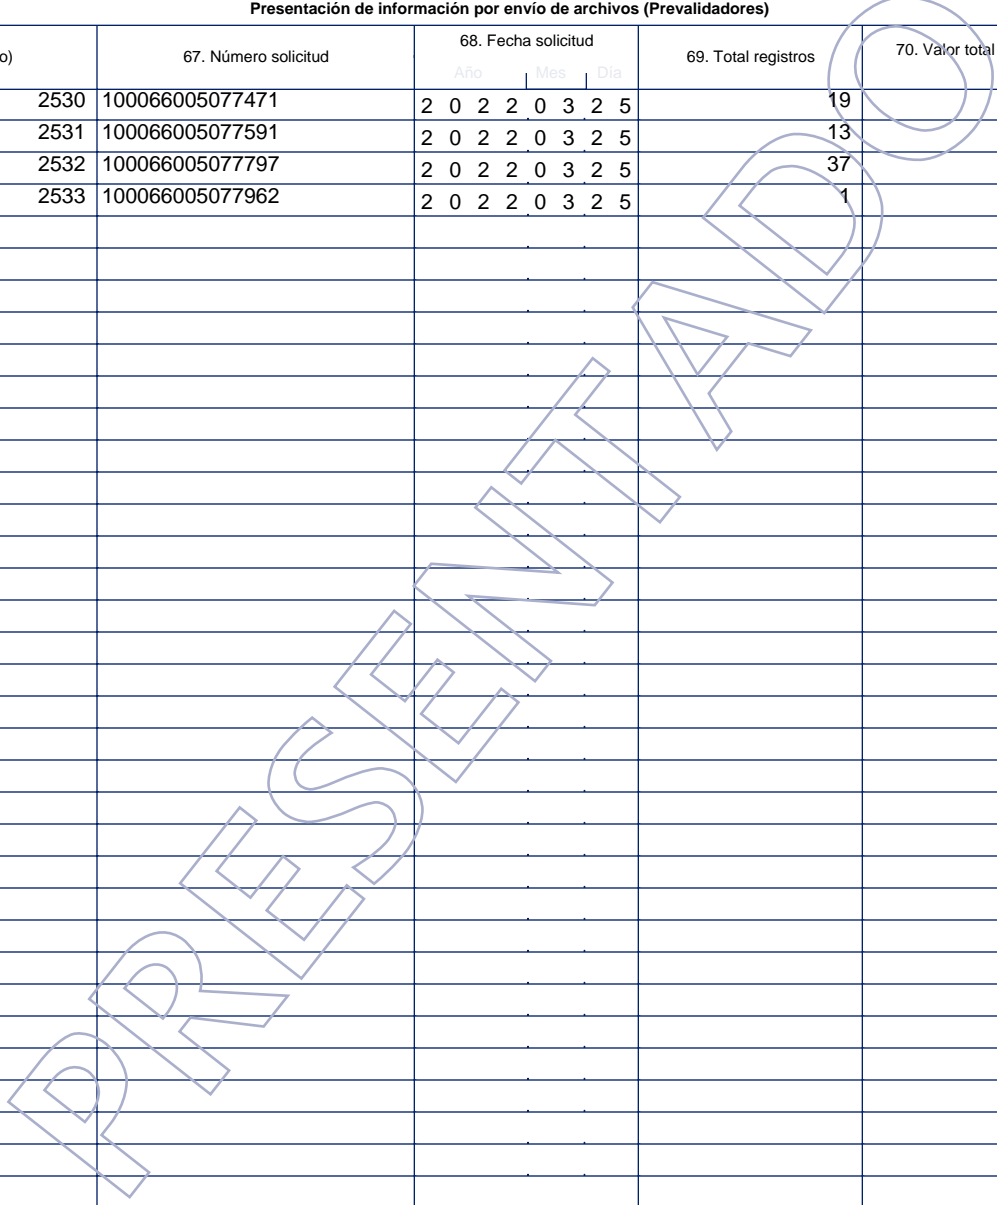 Presentación de información por envío de archivos (Prevalidadores)
o) 67. Número solicitud 68. Fecha solicitud 69. Total registros 70. Valor total
Año Mes Día
2530 100066005077471 2 0 2 2 0 3 2 5 19
2531 100066005077591 2 0 2 2 0 3 2 5 13
2532 100066005077797 2 0 2 2 0 3 2 5 37
2533 100066005077962 2 0 2 2 0 3 2 5 1
PRESENTADO